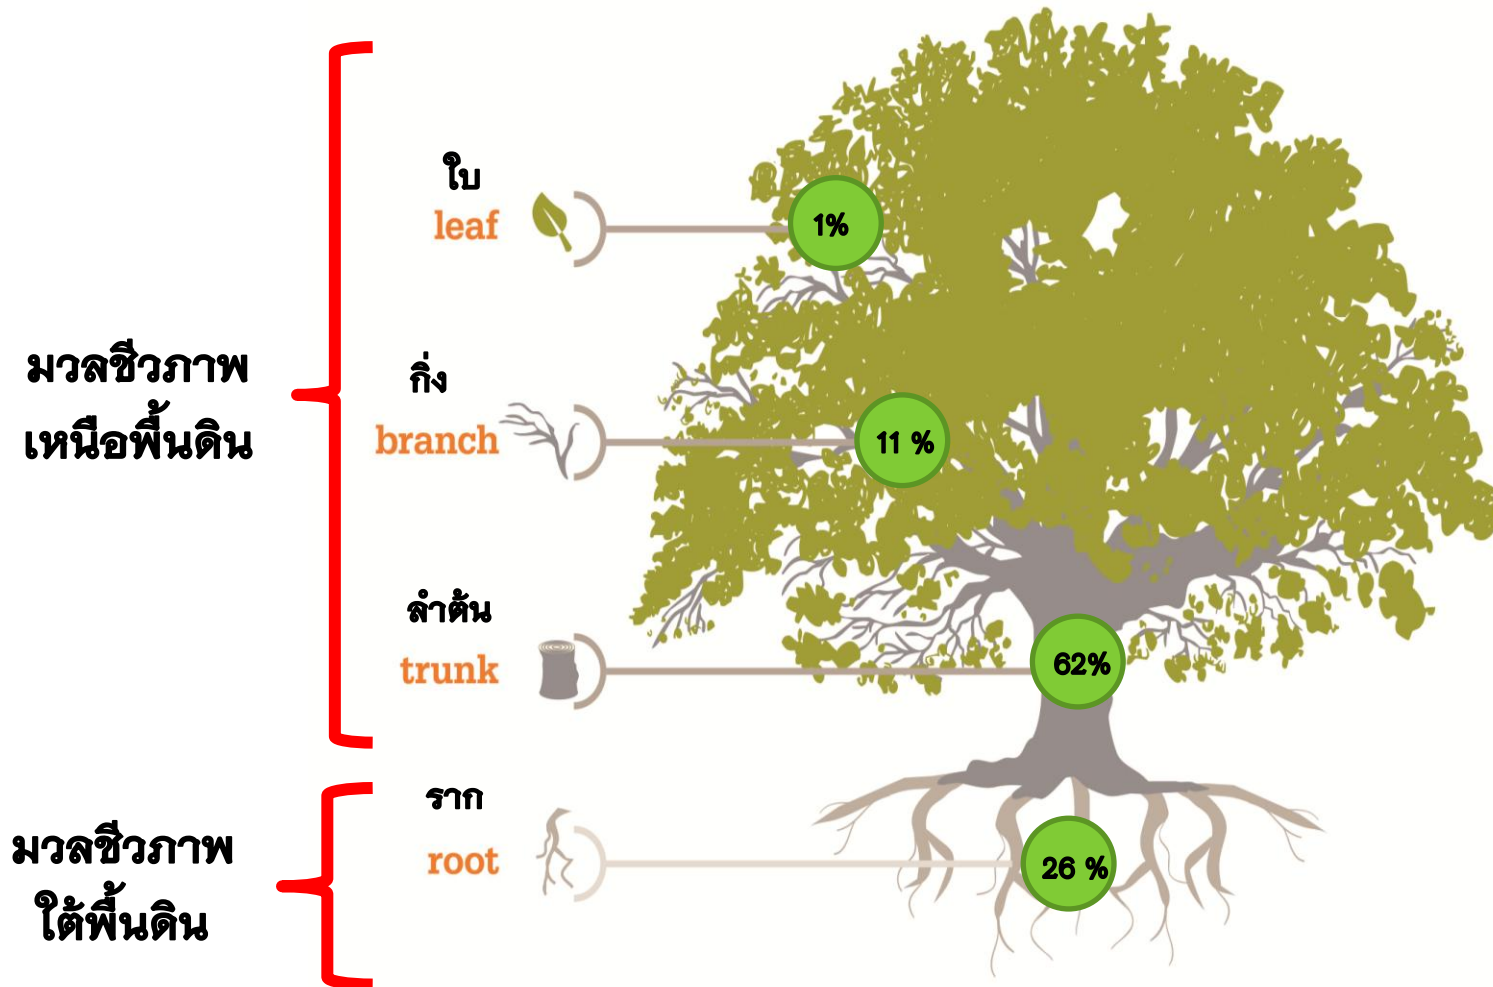 ใบ
leaf
1%
มวลชีวภาพ
เหนือพื้นดิน
กิ่ง
branch
11 %
ลำต้น
trunk
62%
มวลชีวภาพ
ใต้พื้นดิน
ราก
root
26 %